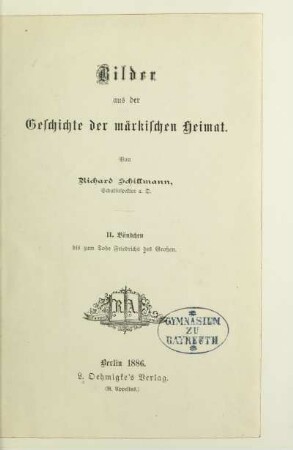 Bilder
aus der
Geschichte der märkischen Heimat.
Von
Richard Schillmann,
Schulinspektor a. D.
II. Bändchen
bis zum Tode Friedrichs des Großen.
GYMNASIUM
ZU
BAYREUTH
Berlin 1886.
L. Oehmigke's Verlag.
(R. Appelius.)